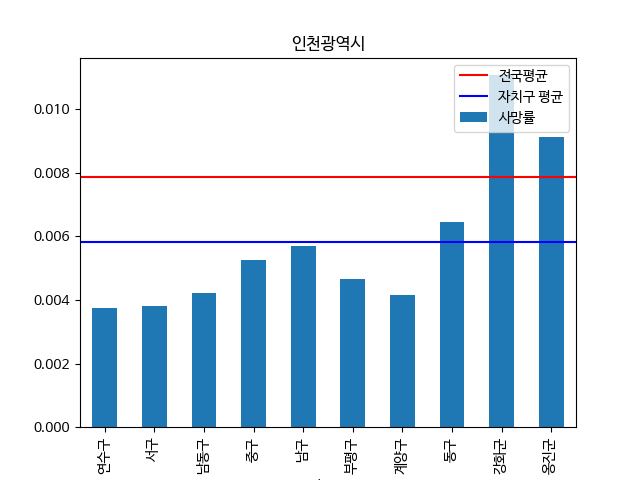 인천광역시
전국평균
자치구 평균
사망률
0.010
0.008
0.006
0.004
0.002
0.000
연수구
서구
남동구
중구
남구
부평구
계양구
동구
강화군
옹진군